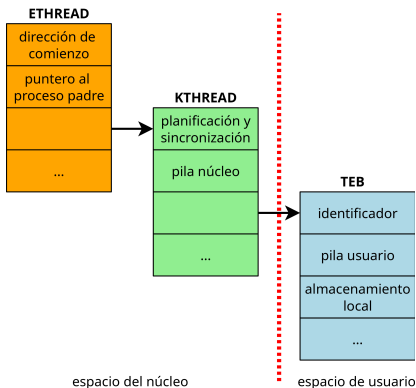 ETHREAD
dirección de
comienzo
puntero al
proceso padre
...
KTHREAD
planificación y
sincronización
pila núcleo
...
TEB
identificador
pila usuario
almacenamiento
local
...
espacio del núcleo
espacio de usuario